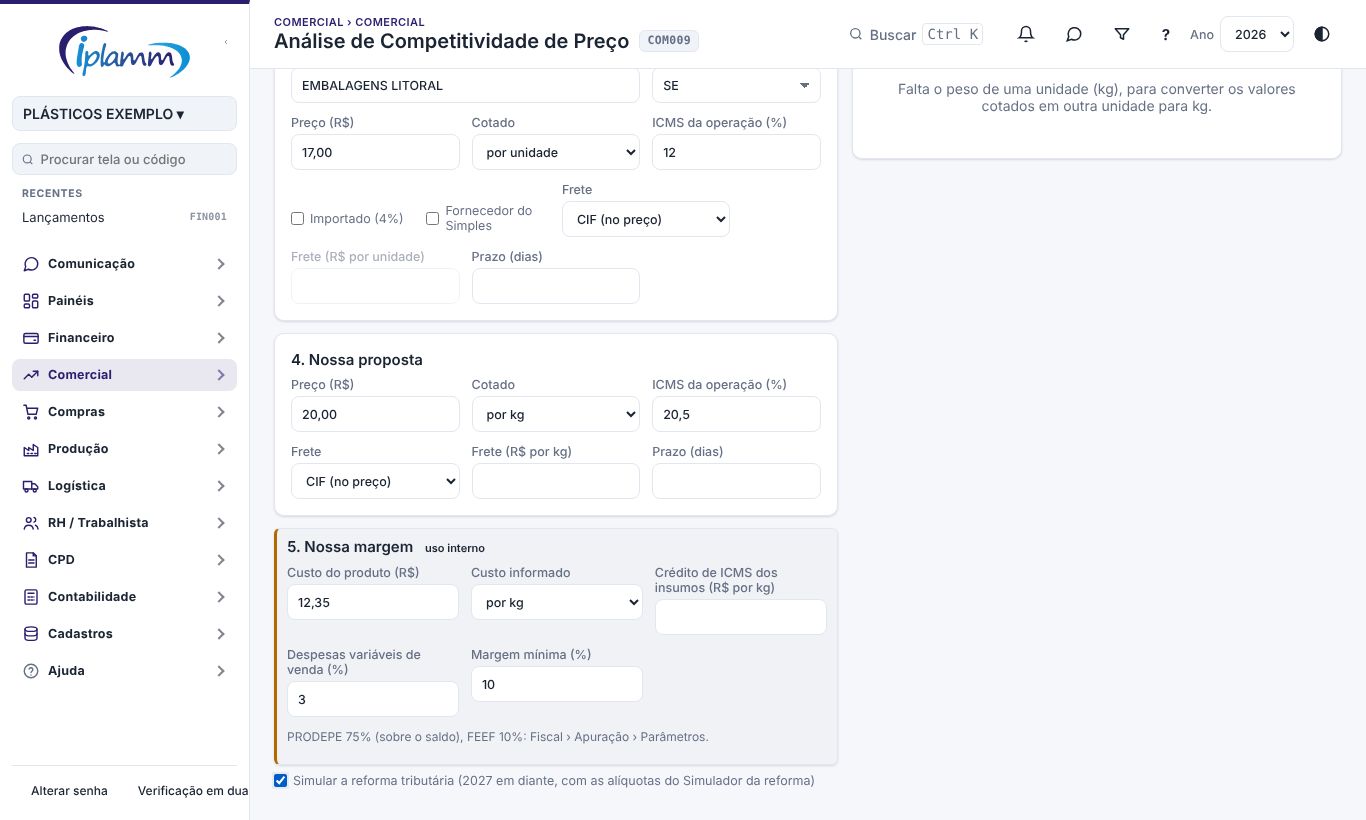 iplamm
‹
PLÁSTICOS EXEMPLO ▾
Procurar tela ou código
RECENTES
Lançamentos FIN001
Comunicação
Painéis
Financeiro
Comercial
Compras
Produção
Logística
RH / Trabalhista
CPD
Contabilidade
Cadastros
Ajuda
Alterar senha Verificação em dua
COMERCIAL › COMERCIAL
Análise de Competitividade de Preço COM009
Buscar Ctrl K ? Ano 2026
EMBALAGENS LITORAL SE
Preço (R$) Cotado ICMS da operação (%)
17,00 por unidade 12
Frete
Importado (4%) Fornecedor do Simples CIF (no preço)
Frete (R$ por unidade) Prazo (dias)
4. Nossa proposta
Preço (R$) Cotado ICMS da operação (%)
20,00 por kg 20,5
Frete Frete (R$ por kg) Prazo (dias)
CIF (no preço)
5. Nossa margem uso interno
Custo do produto (R$) Custo informado Crédito de ICMS dos insumos (R$ por kg)
12,35 por kg
Despesas variáveis de venda (%) Margem mínima (%)
3 10
PRODEPE 75% (sobre o saldo), FEEF 10%: Fiscal › Apuração › Parâmetros.
Simular a reforma tributária (2027 em diante, com as alíquotas do Simulador da reforma)
Falta o peso de uma unidade (kg), para converter os valores
cotados em outra unidade para kg.